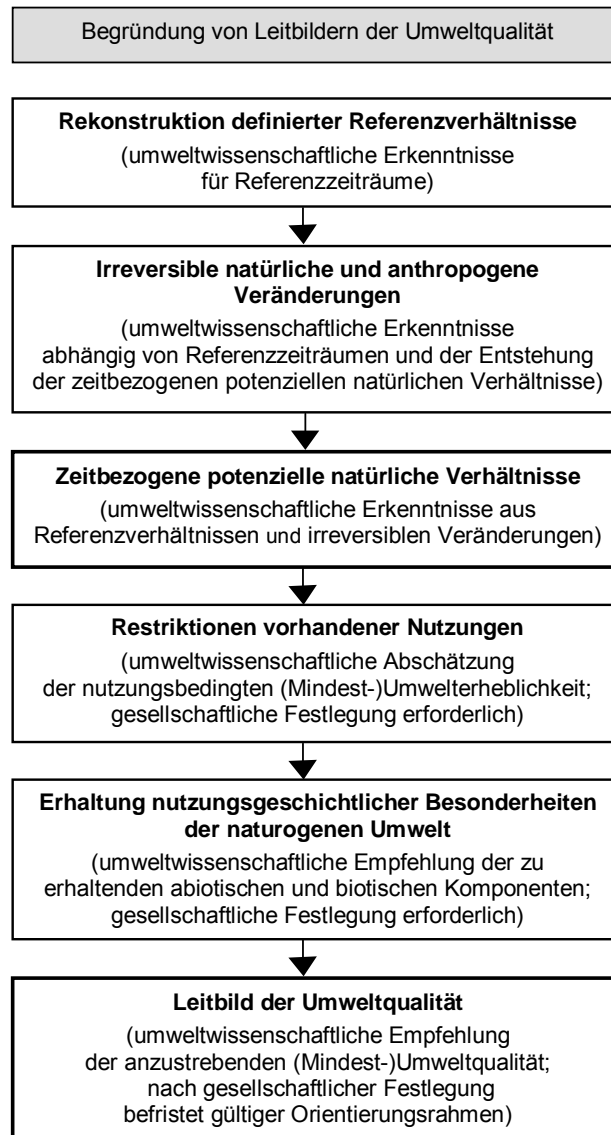 Begründung von Leitbildern der Umweltqualität
Rekonstruktion definierter Referenzverhältnisse
(umweltwissenschaftliche Erkenntnisse
für Referenzzeiträume)
Irreversible natürliche und anthropogene
Veränderungen
(umweltwissenschaftliche Erkenntnisse
abhängig von Referenzzeiträumen und der Entstehung
der zeitbezogenen potenziellen natürlichen Verhältnisse)
Zeitbezogene potenzielle natürliche Verhältnisse
(umweltwissenschaftliche Erkenntnisse aus
Referenzverhältnissen und irreversiblen Veränderungen)
Restriktionen vorhandener Nutzungen
(umweltwissenschaftliche Abschätzung
der nutzungsbedingten (Mindest-)Umwelterheblichkeit;
gesellschaftliche Festlegung erforderlich)
Erhaltung nutzungsgeschichtlicher Besonderheiten
der naturogenen Umwelt
(umweltwissenschaftliche Empfehlung der zu
erhaltenden abiotischen und biotischen Komponenten;
gesellschaftliche Festlegung erforderlich)
Leitbild der Umweltqualität
(umweltwissenschaftliche Empfehlung
der anzustrebenden (Mindest-)Umweltqualität;
nach gesellschaftlicher Festlegung
befristet gültiger Orientierungsrahmen)